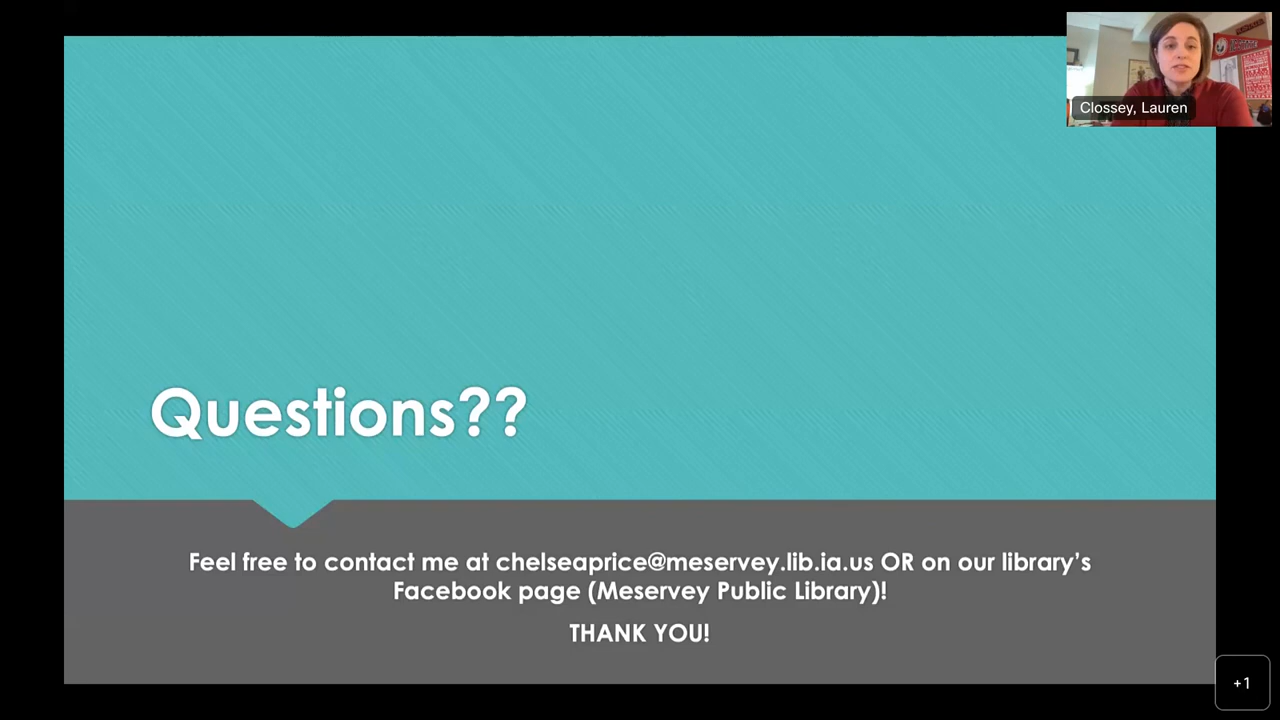 Clossey, Lauren
Questions??
Feel free to contact me at chelseaprice@meservey.lib.ia.us OR on our library’s
Facebook page (Meservey Public Library)!
THANK YOU!
+1